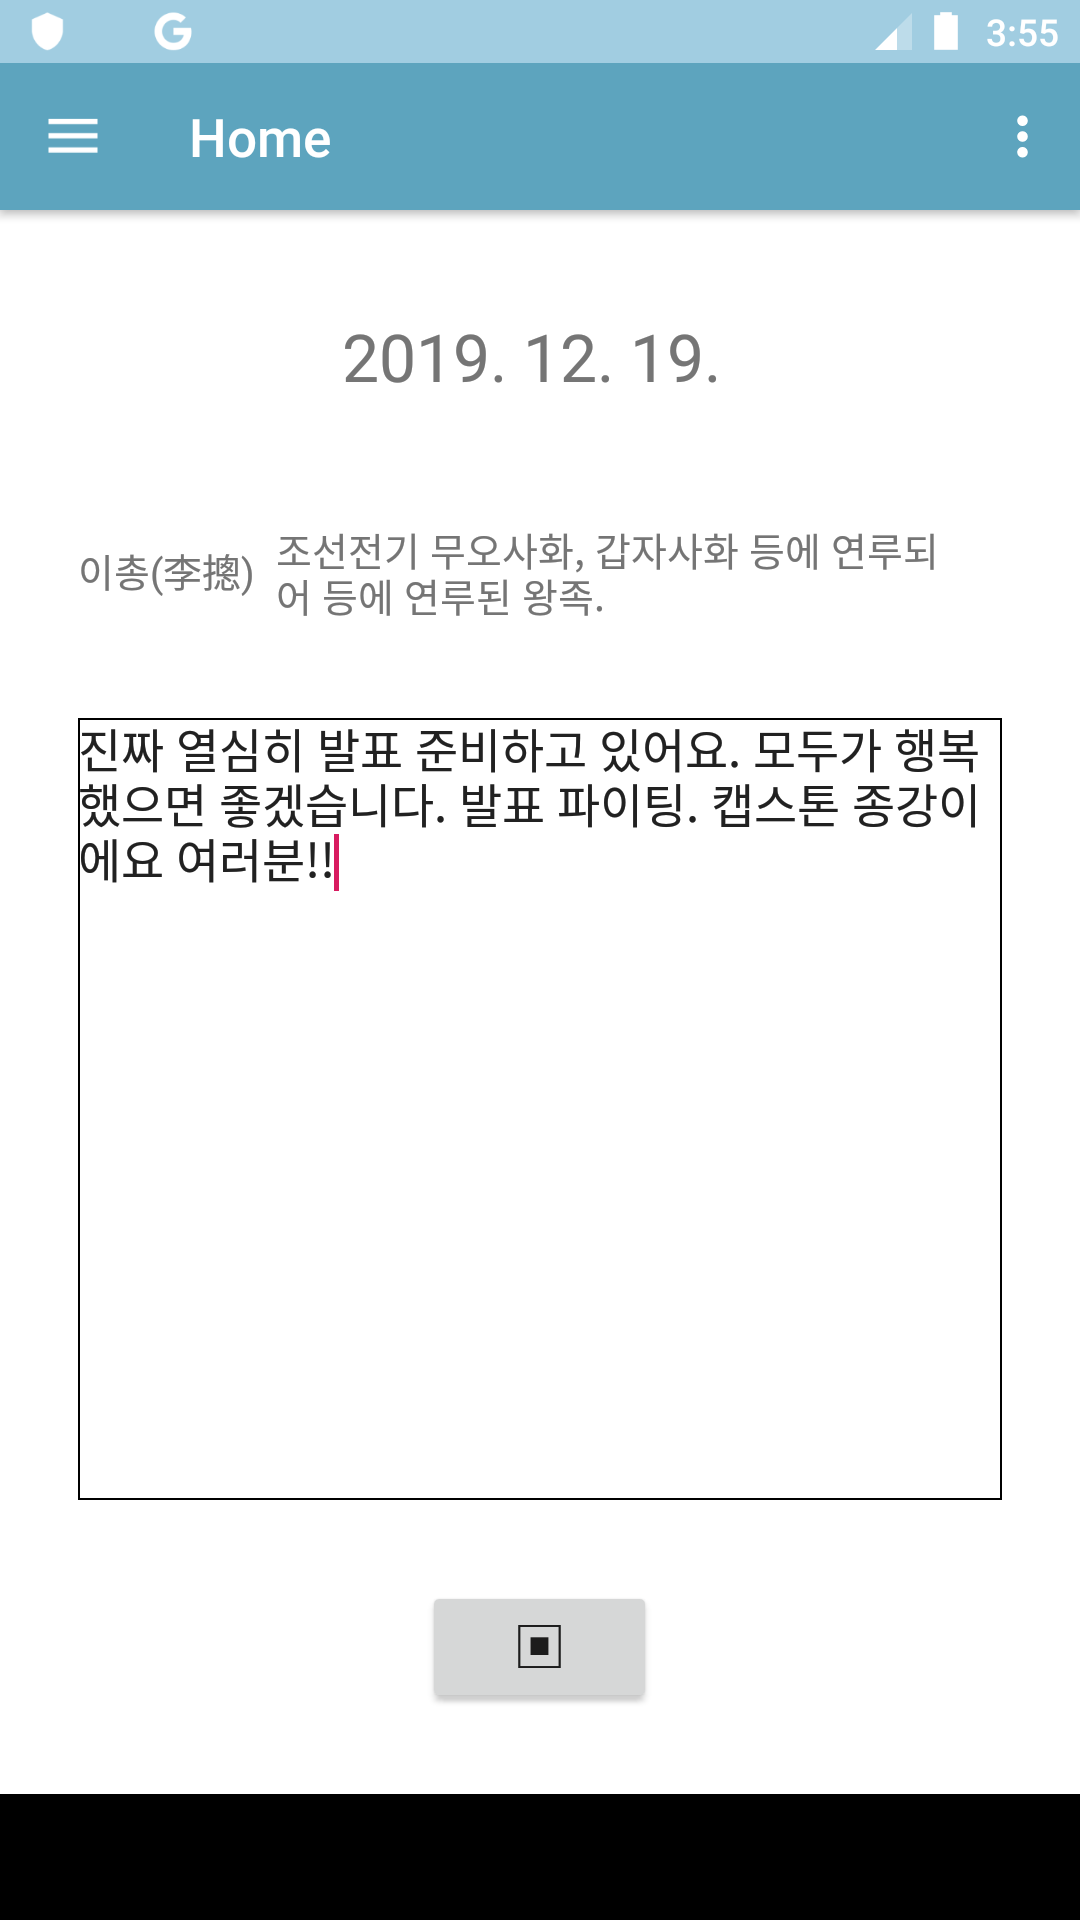 3:55
Home
2019. 12. 19.
이총(李摠)
조선전기 무오사화, 갑자사화 등에 연루되
어 등에 연루된 왕족.
진짜 열심히 발표 준비하고 있어요. 모두가 행복
했으면 좋겠습니다. 발표 파이팅. 캡스톤 종강이
에요 여러분!!